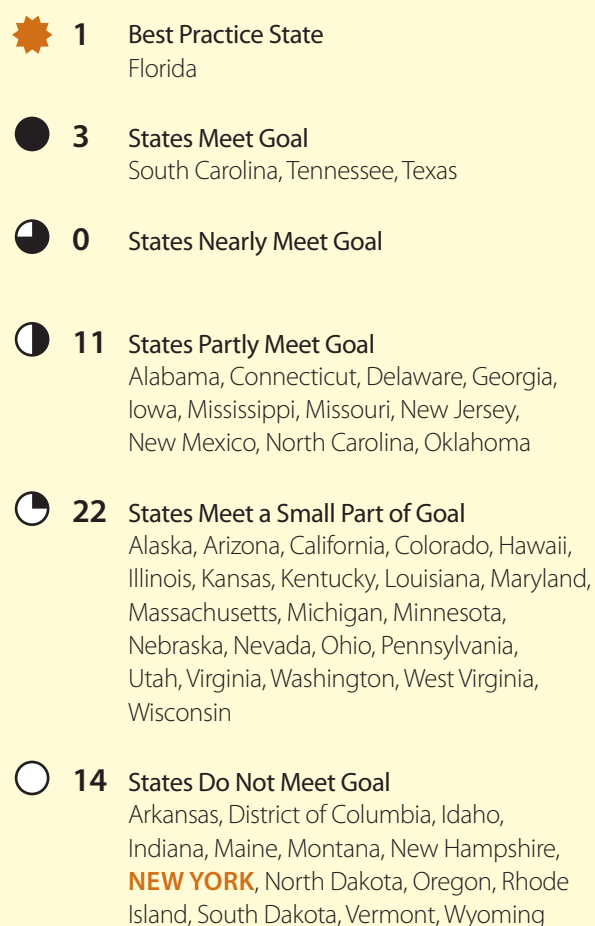 1 Best Practice State
Florida
3 States Meet Goal
South Carolina, Tennessee, Texas
0 States Nearly Meet Goal
11 States Partly Meet Goal
Alabama, Connecticut, Delaware, Georgia,
Iowa, Mississippi, Missouri, New Jersey,
New Mexico, North Carolina, Oklahoma
22 States Meet a Small Part of Goal
Alaska, Arizona, California, Colorado, Hawaii,
Illinois, Kansas, Kentucky, Louisiana, Maryland,
Massachusetts, Michigan, Minnesota,
Nebraska, Nevada, Ohio, Pennsylvania,
Utah, Virginia, Washington, West Virginia,
Wisconsin
14 States Do Not Meet Goal
Arkansas, District of Columbia, Idaho,
Indiana, Maine, Montana, New Hampshire,
NEW YORK, North Dakota, Oregon, Rhode
Island, South Dakota, Vermont, Wyoming